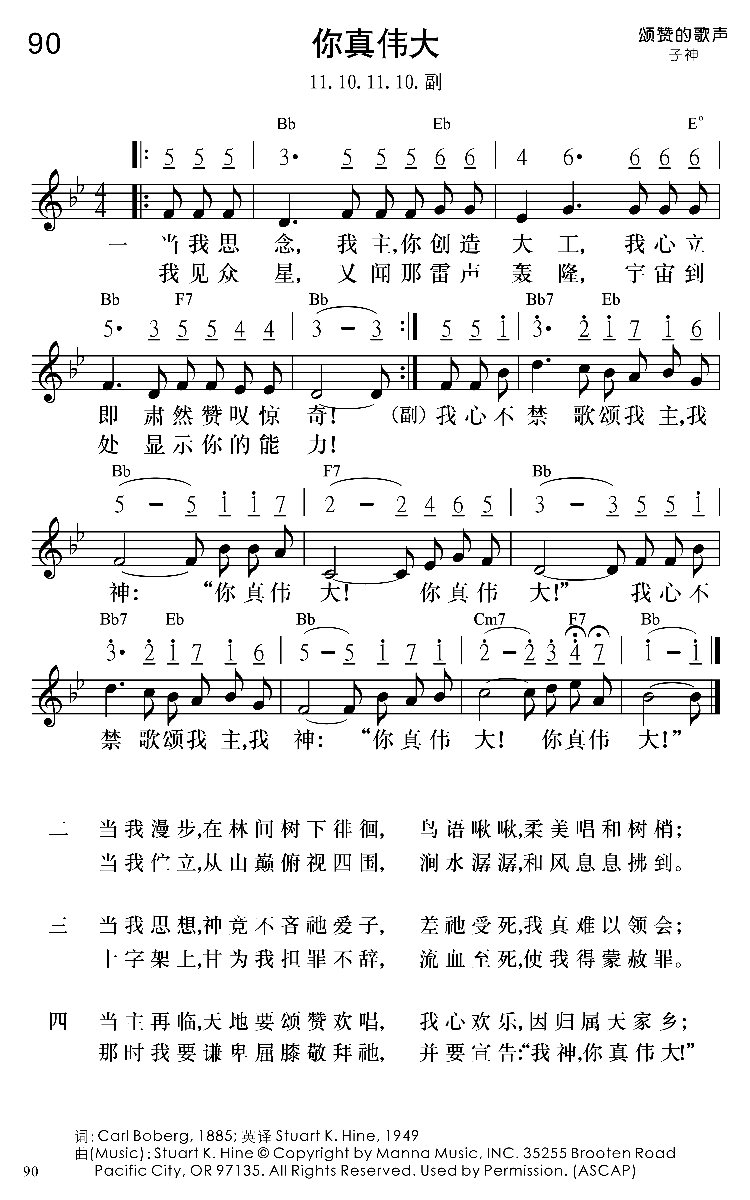 90
你真伟大
颂赞的歌声
子神
11. 10. 11. 10. 副
Bb Eb E°
5 5 5 | 3· 5 5 5 6 6 | 4 6· 6 6 6 |
一 当我思 念, 我主,你创造 大 工, 我心立
我见众 星, 又闻那雷声 轰 隆, 宇宙到
Bb F7 Bb Bb7 Eb
5· 3 5 5 4 4 | 3 – 3 :| 5 5 i | 3· 2 i 7 i 6 |
即 肃然赞叹惊 奇! (副)我心不 禁 歌颂我 主,我
处 显示你的能 力!
Bb F7 Bb
5 – 5 i i 7 | 2 – 2 4 6 5 | 3 – 3 5 5 i |
神: “你真伟 大! 你真伟 大!” 我心不
Bb7 Eb Bb Cm7 F7 Bb
3· 2 i 7 i 6 | 5 – 5 i 7 i | 2 – 2 3 4 7 | i – i ‖
禁 歌颂我 主,我 神: “你真伟 大! 你真伟 大!”
二 当我漫步,在林间树下徘徊, 鸟语啾啾,柔美唱和树梢;
当我伫立,从山巅俯视四围, 涧水潺潺,和风息息拂到。
三 当我思想,神竟不吝祂爱子, 差祂受死,我真难以领会;
十字架上,甘为我担罪不辞, 流血至死,使我得蒙赦罪。
四 当主再临,天地要颂赞欢唱, 我心欢乐,因归属天家乡;
那时我要谦卑屈膝敬拜祂, 并要宣告:“我神,你真伟大!”
词: Carl Boberg, 1885; 英译 Stuart K. Hine, 1949
曲(Music) : Stuart K. Hine © Copyright by Manna Music, INC. 35255 Brooten Road
90 Pacific City, OR 97135. All Rights Reserved. Used by Permission. (ASCAP)